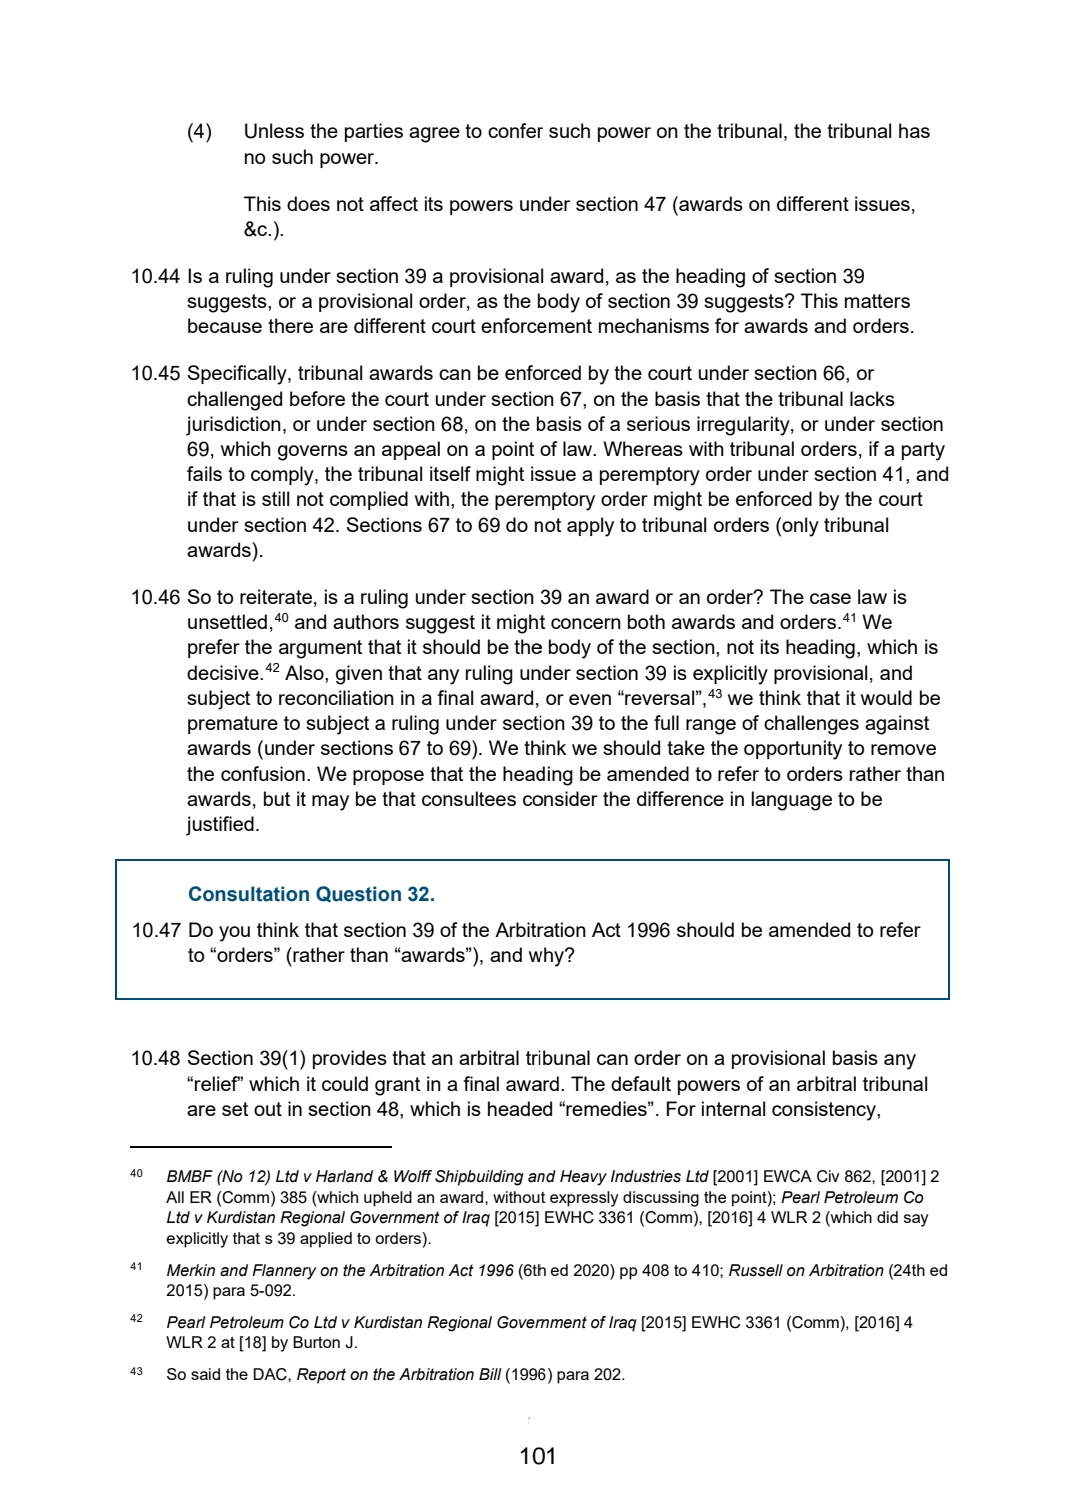 (4) Unless the parties agree to confer such power on the tribunal, the tribunal has
no such power.
This does not affect its powers under section 47 (awards on different issues,
&c.).
10.44 Is a ruling under section 39 a provisional award, as the heading of section 39
suggests, or a provisional order, as the body of section 39 suggests? This matters
because there are different court enforcement mechanisms for awards and orders.
10.45 Specifically, tribunal awards can be enforced by the court under section 66, or
challenged before the court under section 67, on the basis that the tribunal lacks
jurisdiction, or under section 68, on the basis of a serious irregularity, or under section
69, which governs an appeal on a point of law. Whereas with tribunal orders, if a party
fails to comply, the tribunal itself might issue a peremptory order under section 41, and
if that is still not complied with, the peremptory order might be enforced by the court
under section 42. Sections 67 to 69 do not apply to tribunal orders (only tribunal
awards).
10.46 So to reiterate, is a ruling under section 39 an award or an order? The case law is
unsettled,40 and authors suggest it might concern both awards and orders.41 We
prefer the argument that it should be the body of the section, not its heading, which is
decisive.42 Also, given that any ruling under section 39 is explicitly provisional, and
subject to reconciliation in a final award, or even “reversal”,43 we think that it would be
premature to subject a ruling under section 39 to the full range of challenges against
awards (under sections 67 to 69). We think we should take the opportunity to remove
the confusion. We propose that the heading be amended to refer to orders rather than
awards, but it may be that consultees consider the difference in language to be
justified.
Consultation Question 32.
10.47 Do you think that section 39 of the Arbitration Act 1996 should be amended to refer
to “orders” (rather than “awards”), and why?
10.48 Section 39(1) provides that an arbitral tribunal can order on a provisional basis any
“relief” which it could grant in a final award. The default powers of an arbitral tribunal
are set out in section 48, which is headed “remedies”. For internal consistency,
40 BMBF (No 12) Ltd v Harland & Wolff Shipbuilding and Heavy Industries Ltd [2001] EWCA Civ 862, [2001] 2
All ER (Comm) 385 (which upheld an award, without expressly discussing the point); Pearl Petroleum Co
Ltd v Kurdistan Regional Government of Iraq [2015] EWHC 3361 (Comm), [2016] 4 WLR 2 (which did say
explicitly that s 39 applied to orders).
41 Merkin and Flannery on the Arbitration Act 1996 (6th ed 2020) pp 408 to 410; Russell on Arbitration (24th ed
2015) para 5-092.
42 Pearl Petroleum Co Ltd v Kurdistan Regional Government of Iraq [2015] EWHC 3361 (Comm), [2016] 4
WLR 2 at [18] by Burton J.
43 So said the DAC, Report on the Arbitration Bill (1996) para 202.
101